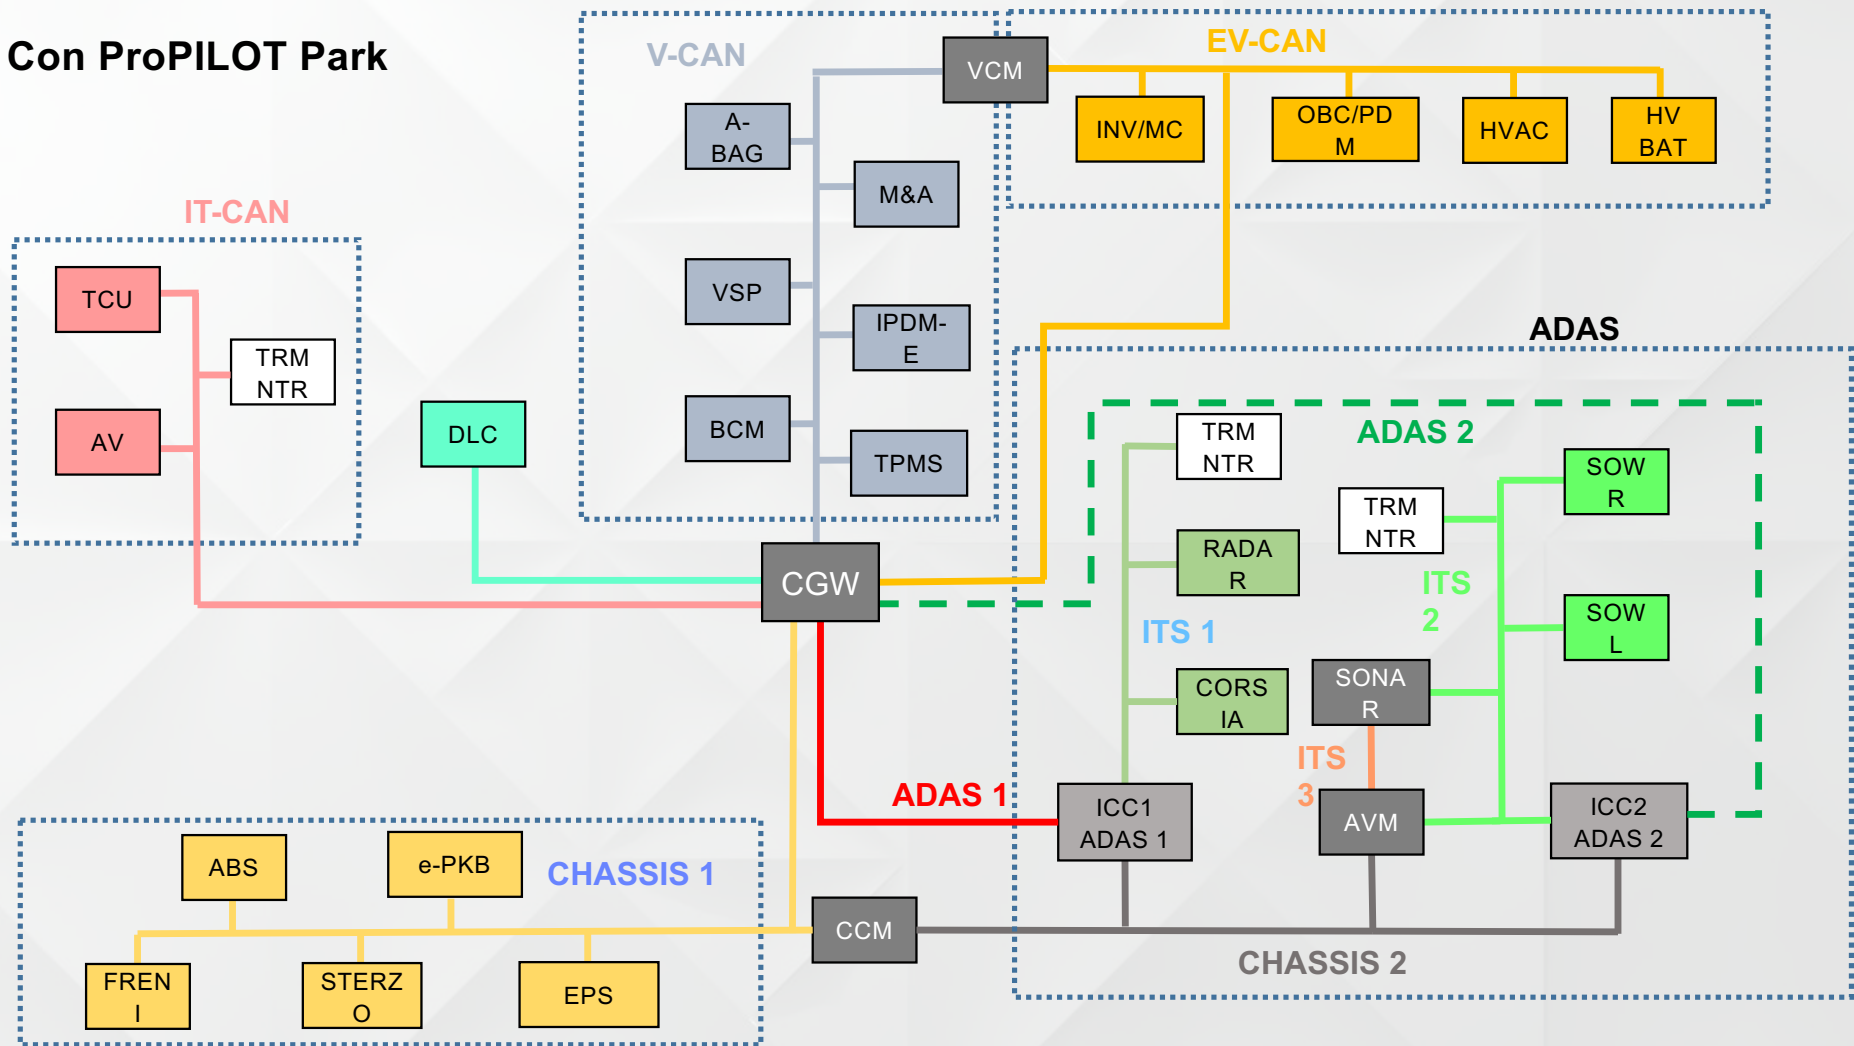 Con ProPILOT Park
V-CAN
VCM
EV-CAN
INV/MC
OBC/PD
M
HVAC
HV
BAT
A-
BAG
M&A
VSP
IPDM-
E
BCM
TPMS
IT-CAN
TCU
TRM
NTR
AV
DLC
CGW
ADAS
ADAS 2
TRM
NTR
RADA
R
ITS 1
CORS
IA
TRM
NTR
SOW
R
ITS
2
SOW
L
SONA
R
ITS
3
ADAS 1
ICC1
ADAS 1
AVM
ICC2
ADAS 2
ABS
e-PKB
CHASSIS 1
CCM
CHASSIS 2
FREN
I
STERZ
O
EPS